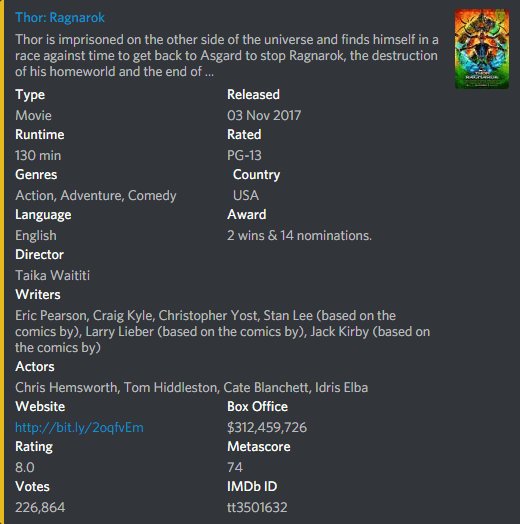 Thor: Ragnarok
Thor is imprisoned on the other side of the universe and finds himself in a
race against time to get back to Asgard to stop Ragnarok, the destruction
of his homeworld and the end of ...
Type Released
Movie 03 Nov 2017
Runtime Rated
130 min PG-13
Genres Country
Action, Adventure, Comedy USA
Language Award
English 2 wins & 14 nominations.
Director
Taika Waititi
Writers
Eric Pearson, Craig Kyle, Christopher Yost, Stan Lee (based on the
comics by), Larry Lieber (based on the comics by), Jack Kirby (based on
the comics by)
Actors
Chris Hemsworth, Tom Hiddleston, Cate Blanchett, Idris Elba
Website Box Office
http://bit.ly/2oqfvEm $312,459,726
Rating Metascore
8.0 74
Votes IMDb ID
226,864 tt3501632